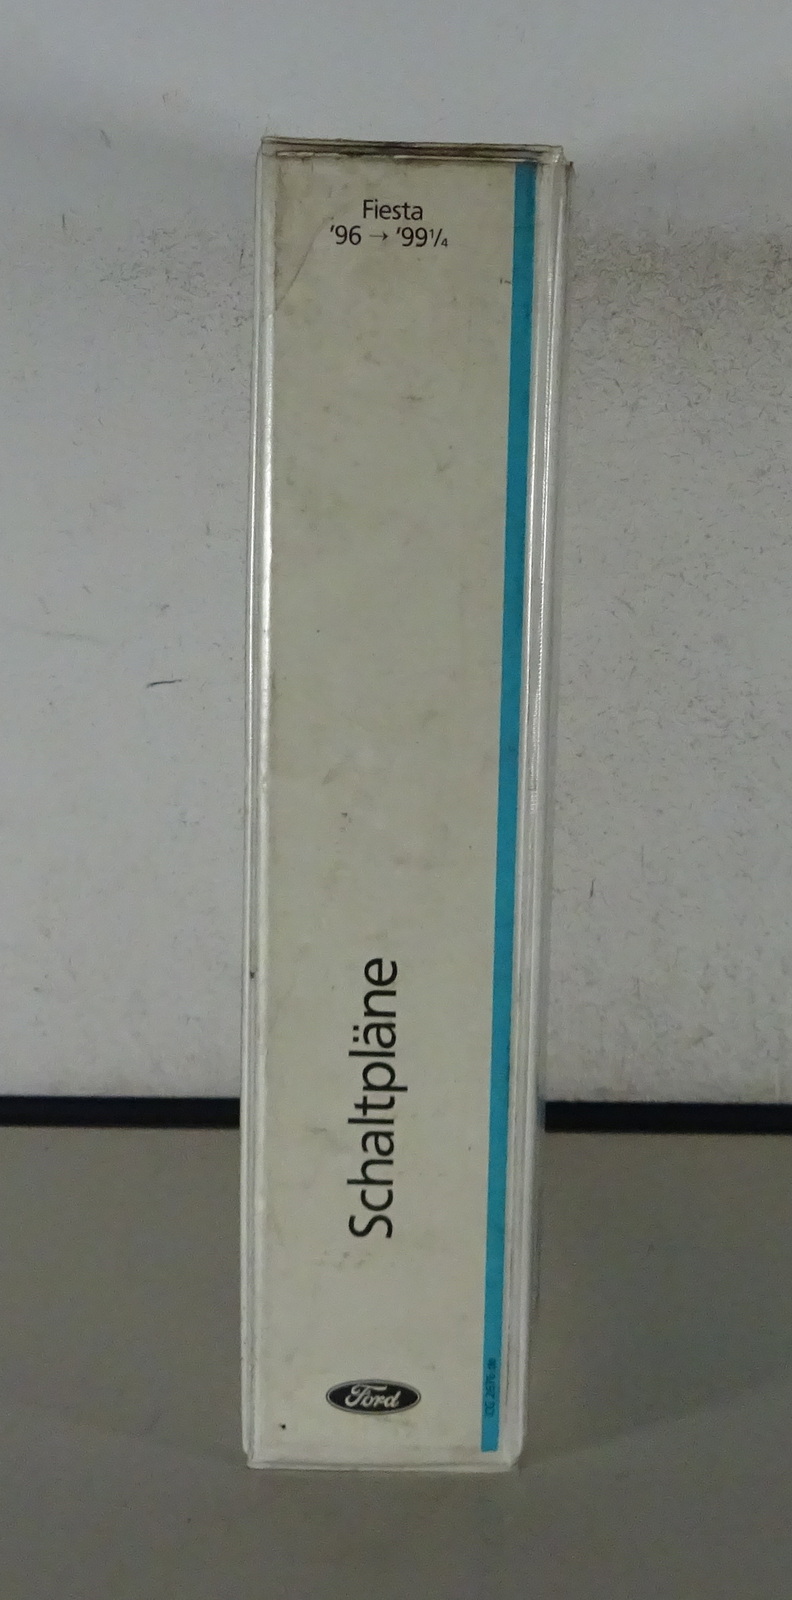 Fiesta
'96 → '99¼
Schaltpläne
Ford